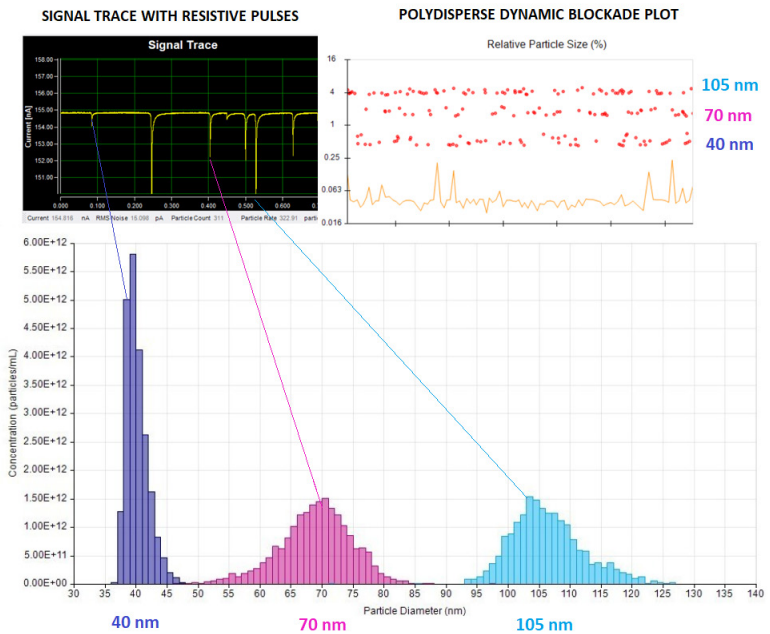 SIGNAL TRACE WITH RESISTIVE PULSES
POLYDISPERSE DYNAMIC BLOCKADE PLOT
Signal Trace
Current [nA]
158.00
157.00
156.00
155.00
154.00
153.00
152.00
151.00
0.000
0.100
0.200
0.300
0.400
0.500
0.600
Current 154.816 nA RMS Noise 15.098 pA Particle Count 311 Particle Rate 322.91 parti
Relative Particle Size (%)
16
4
1
0.25
0.063
0.016
105 nm
70 nm
40 nm
Concentration (particles/mL)
6.00E+12
5.50E+12
5.00E+12
4.50E+12
4.00E+12
3.50E+12
3.00E+12
2.50E+12
2.00E+12
1.50E+12
1.00E+12
5.00E+11
0.00E+00
30 35 40 45 50 55 60 65 70 75 80 85 90 95 100 105 110 115 120 125 130 135 140
Particle Diameter (nm)
40 nm
70 nm
105 nm